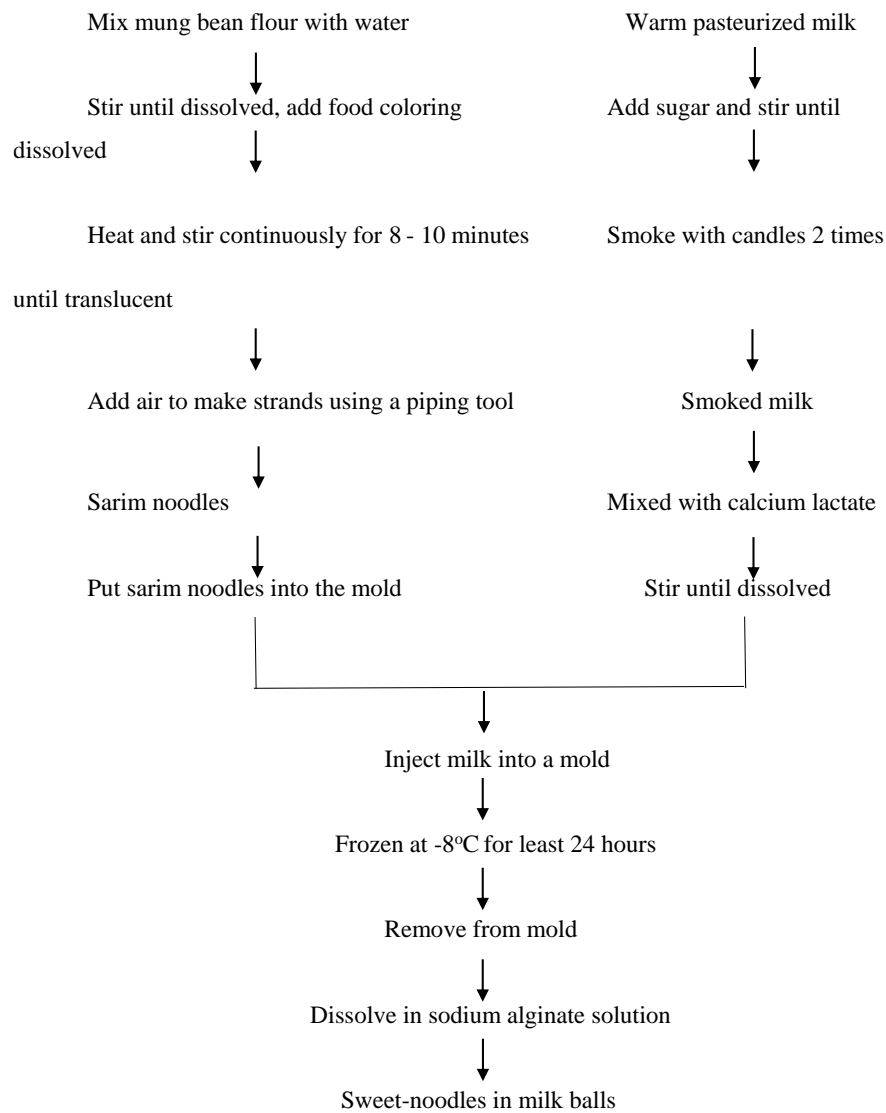 Mix mung bean flour with water Warm pasteurized milk
Stir until dissolved, add food coloring Add sugar and stir until
dissolved
Heat and stir continuously for 8 - 10 minutes Smoke with candles 2 times
until translucent
Add air to make strands using a piping tool Smoked milk
Sarim noodles Mixed with calcium lactate
Put sarim noodles into the mold Stir until dissolved
Inject milk into a mold
Frozen at -8°C for least 24 hours
Remove from mold
Dissolve in sodium alginate solution
Sweet-noodles in milk balls